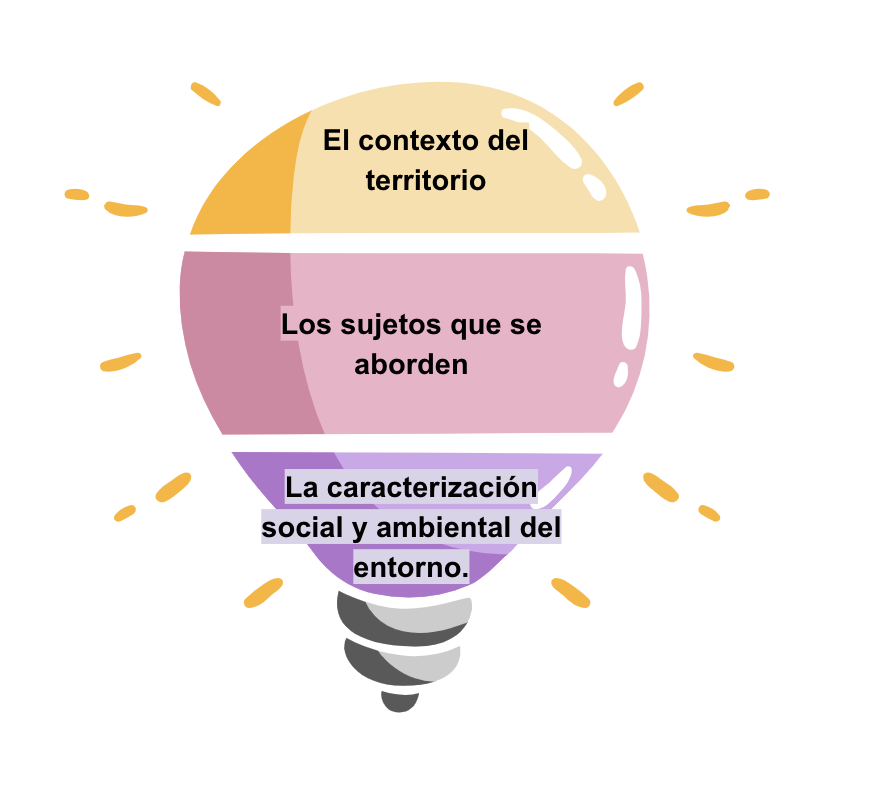 El contexto del
territorio
Los sujetos que se
aborden
La caracterización
social y ambiental del
entorno.